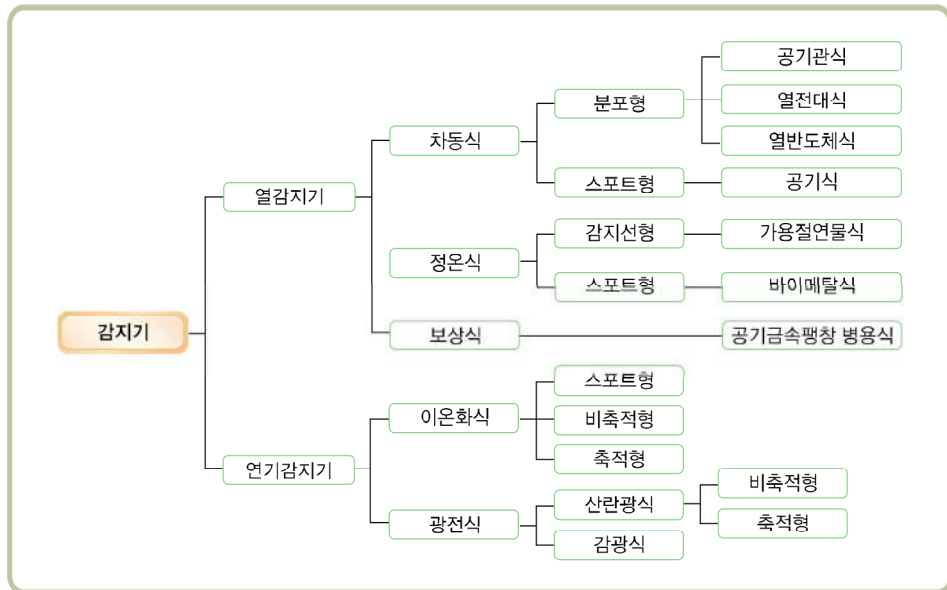 감지기
열감지기
차동식
분포형
공기관식
열전대식
열반도체식
스포트형
공기식
정온식
감지선형
가용절연물식
스포트형
바이메탈식
보상식
공기금속팽창 병용식
연기감지기
이온화식
스포트형
비축적형
축적형
광전식
산란광식
비축적형
축적형
감광식